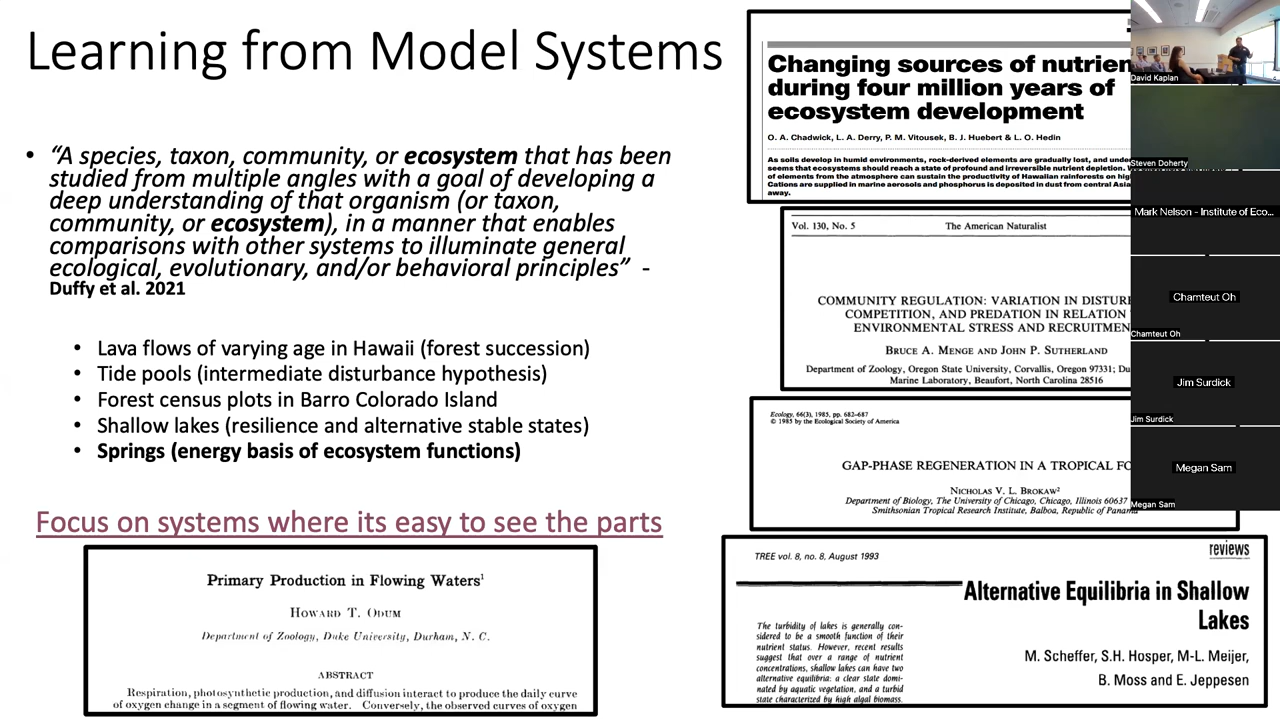 Learning from Model Systems
• “A species, taxon, community, or ecosystem that has been
studied from multiple angles with a goal of developing a
deep understanding of that organism (or taxon,
community, or ecosystem), in a manner that enables
comparisons with other systems to illuminate general
ecological, evolutionary, and/or behavioral principles” -
Duffy et al. 2021
• Lava flows of varying age in Hawaii (forest succession)
• Tide pools (intermediate disturbance hypothesis)
• Forest census plots in Barro Colorado Island
• Shallow lakes (resilience and alternative stable states)
• Springs (energy basis of ecosystem functions)
Focus on systems where its easy to see the parts
Primary Production in Flowing Waters¹
Howard T. Odum
Department of Zoology, Duke University, Durham, N. C.
ABSTRACT
Respiration, photosynthetic production, and diffusion interact to produce the daily curve
of oxygen change in a segment of flowing water. Conversely, the observed curves of oxygen
Changing sources of nutrien
during four million years of
ecosystem development
O. A. Chadwick, L. A. Derry, P. M. Vitousek, B. J. Huebert & L. O. Hedin
As soils develop in humid environments, rock-derived elements are gradually lost, and unde
seems that ecosystems should reach a state of profound and irreversible nutrient depletion.
of elements from the atmosphere can sustain the productivity of Hawaiian rainforests on hig
Cations are supplied in marine aerosols and phosphorus is deposited in dust from central Asia
away.
Vol. 130, No. 5 The American Naturalist
COMMUNITY REGULATION: VARIATION IN DISTUR
COMPETITION, AND PREDATION IN RELATION
ENVIRONMENTAL STRESS AND RECRUITMEN
Bruce A. Menge and John P. Sutherland
Department of Zoology, Oregon State University, Corvallis, Oregon 97331; Du
Marine Laboratory, Beaufort, North Carolina 28516
Ecology, 66(3), 1985, pp. 682-687
© 1985 by the Ecological Society of America
GAP-PHASE REGENERATION IN A TROPICAL FO
Nicholas V. L. Brokaw²
Department of Biology, The University of Chicago, Chicago, Illinois 60637
Smithsonian Tropical Research Institute, Balboa, Republic of Panama
TREE vol. 8, no. 8, August 1993
reviews
Alternative Equilibria in Shallow
Lakes
M. Scheffer, S.H. Hosper, M-L. Meijer,
B. Moss and E. Jeppesen
The turbidity of lakes is generally con-
sidered to be a smooth function of their
nutrient status. However, recent results
suggest that over a range of nutrient
concentrations, shallow lakes can have two
alternative equilibria: a clear state domi-
nated by aquatic vegetation, and a turbid
state characterized by high algal biomass.
David Kaplan
Steven Doherty
Mark Nelson - Institute of Eco...
Chamteut Oh
Chamteut Oh
Jim Surdick
Jim Surdick
Megan Sam
Megan Sam